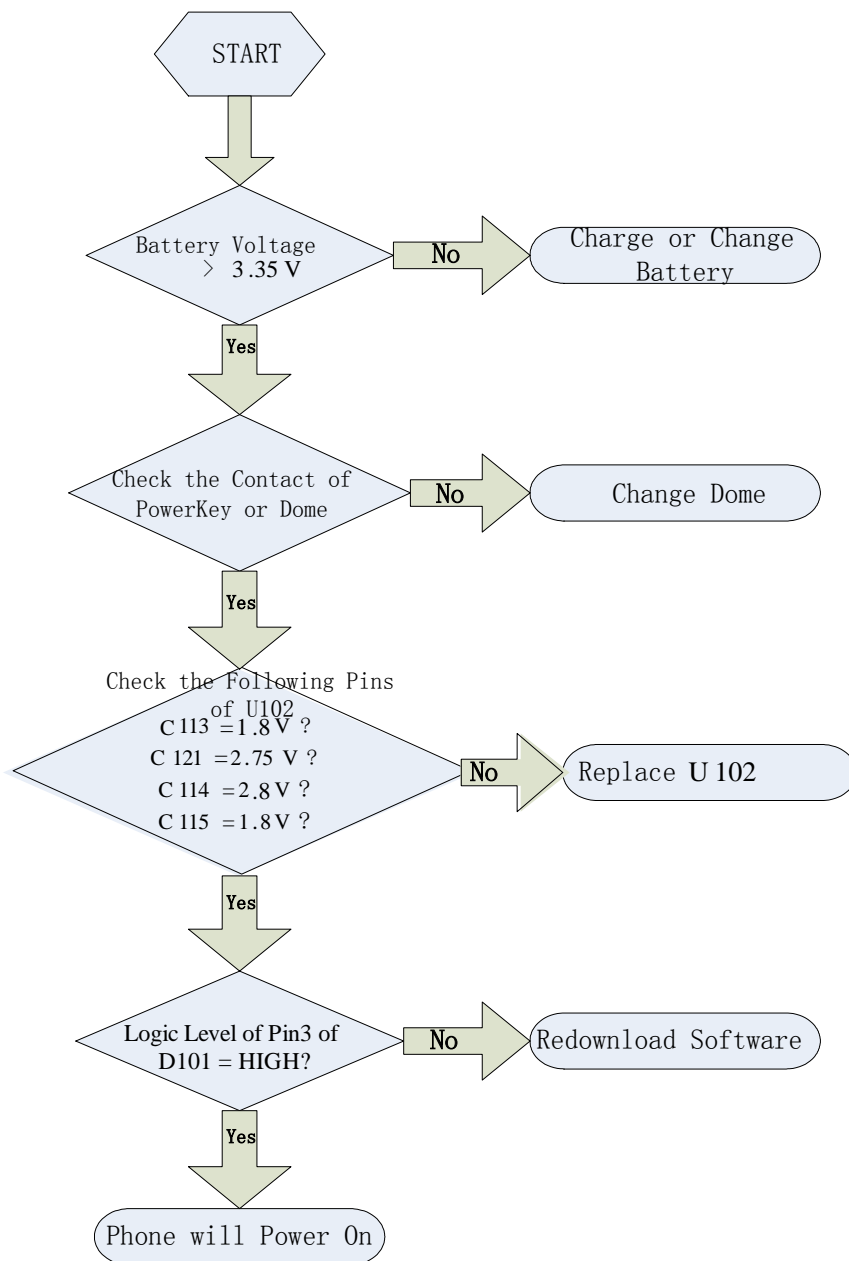 START
Battery Voltage
> 3.35 V
No
Charge or Change
Battery
Yes
Check the Contact of
PowerKey or Dome
No
Change Dome
Yes
Check the Following Pins
of U102
C 113 =1.8 V ?
C 121 =2.75 V ?
C 114 =2.8 V ?
C 115 =1.8 V ?
No
Replace U 102
Yes
Logic Level of Pin3 of
D101 = HIGH?
No
Redownload Software
Yes
Phone will Power On